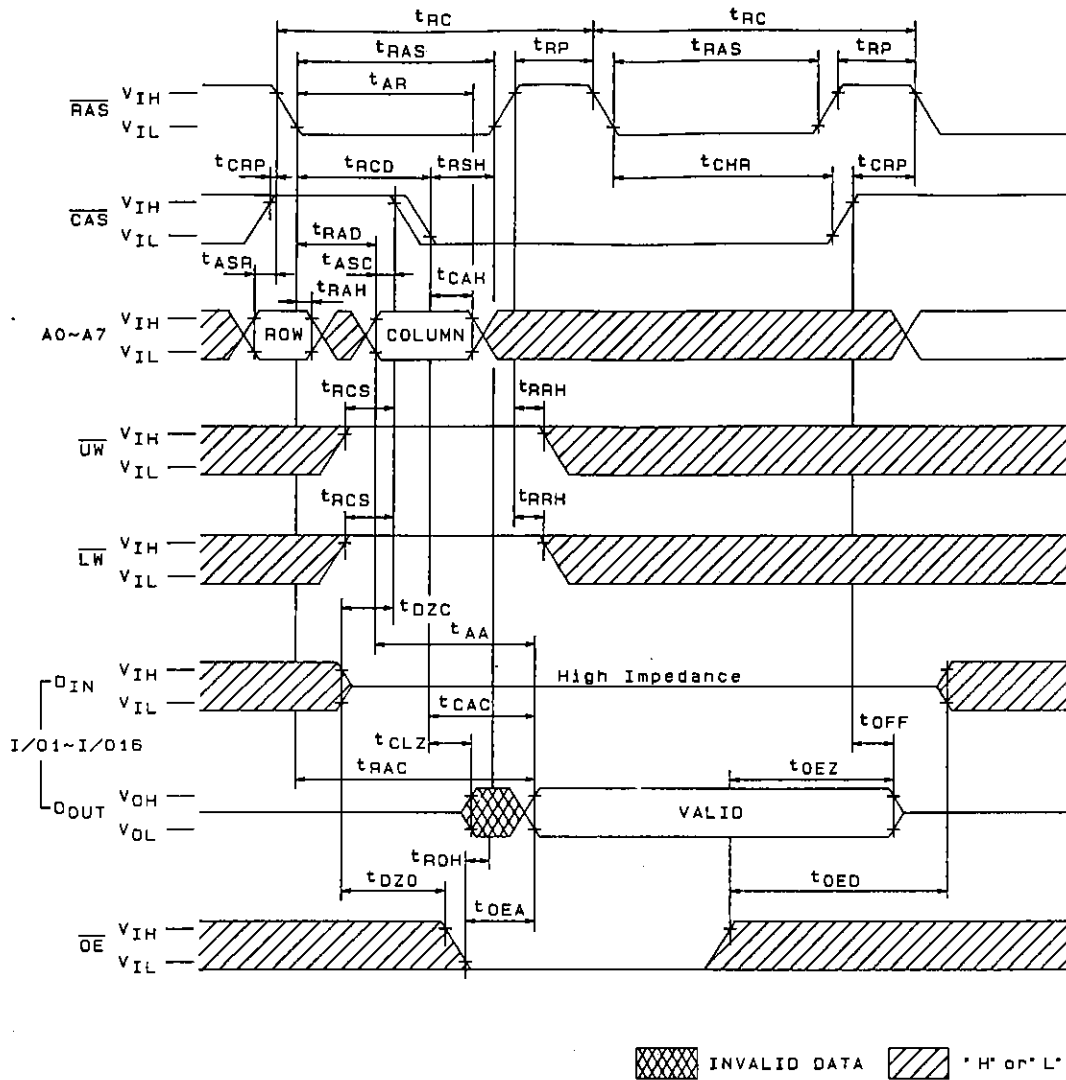 tRC tRC
tRAS tRP tRAS tRP
tAR
RAS VIH
VIL
tCRP tRCD tRSH tCHR tCRP
CAS VIH
VIL
tRAD
tASR tASC tCAH
tRAH
A0~A7 VIH
VIL
ROW COLUMN
tRCS tRRH
UW VIH
VIL
tRCS tRRH
LW VIH
VIL
tDZC
tAA
DIN VIH
VIL
High Impedance
tCAC
I/O1~I/O16
tCLZ tOFF
tRAC tOEZ
DOUT VOH
VOL
VALID
tROH
tDZO tOED
tOEA
OE VIH
VIL
INVALID DATA "H" or "L"